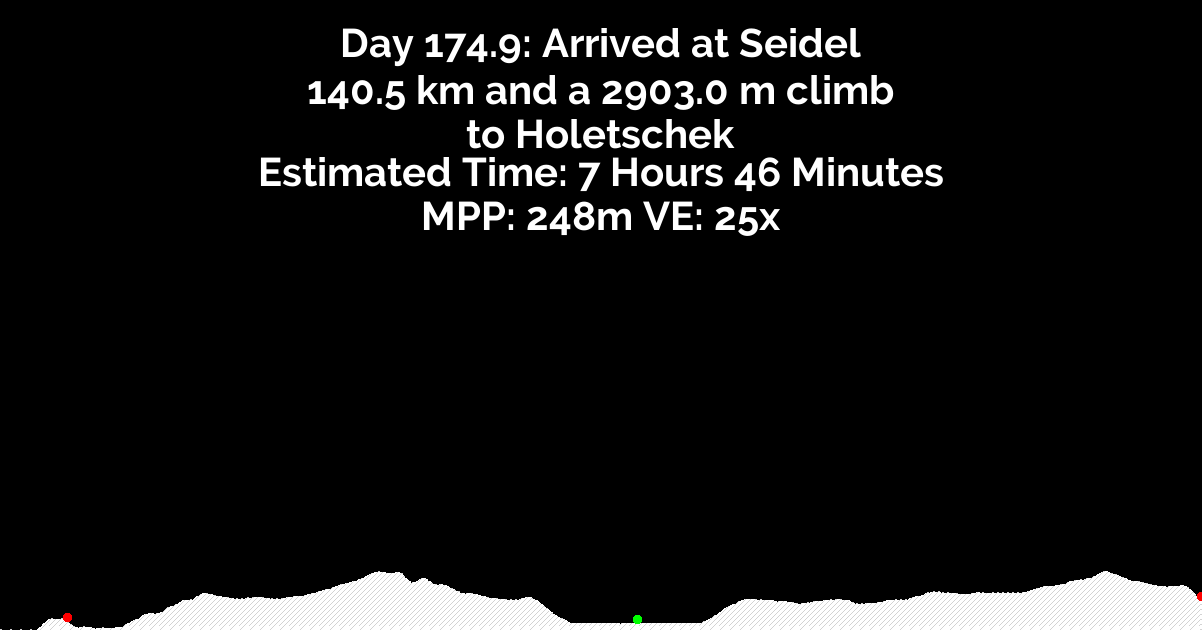 Day 174.9: Arrived at Seidel
140.5 km and a 2903.0 m climb
to Holetschek
Estimated Time: 7 Hours 46 Minutes
MPP: 248m VE: 25x